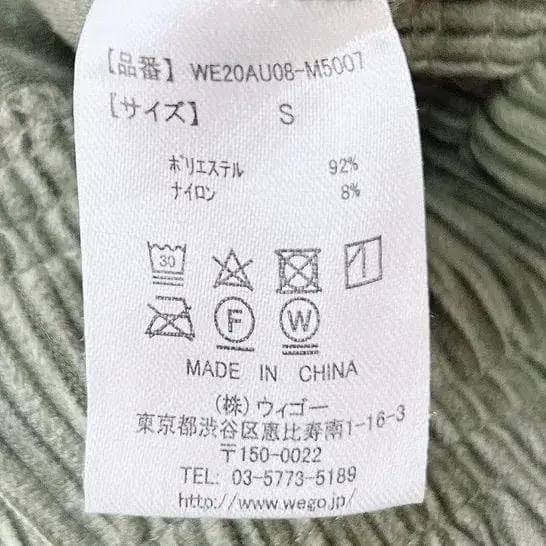 【品番】 WE20AU08-M5007
【サイズ】 S
ポリエステル 92%
ナイロン 8%
30
F W
MADE IN CHINA
(株)ウィゴー
東京都渋谷区恵比寿南1-16-3
〒150-0022
TEL: 03-5773-5189
http://www.wego.jp/